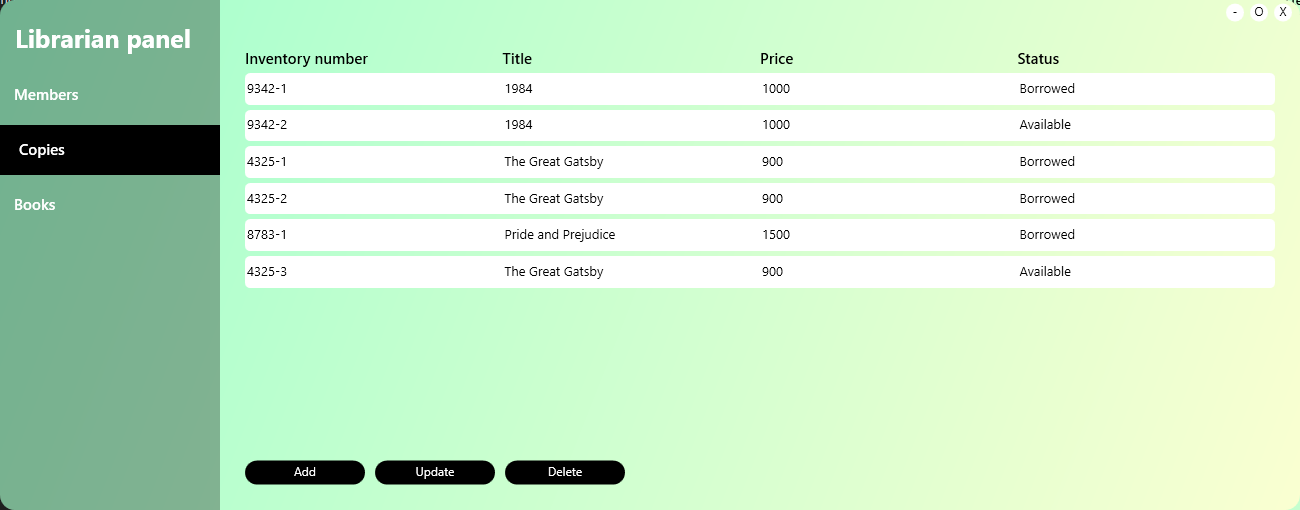 - O X
Librarian panel
Members
Copies
Books
Inventory number Title Price Status
9342-1 1984 1000 Borrowed
9342-2 1984 1000 Available
4325-1 The Great Gatsby 900 Borrowed
4325-2 The Great Gatsby 900 Borrowed
8783-1 Pride and Prejudice 1500 Borrowed
4325-3 The Great Gatsby 900 Available
Add Update Delete